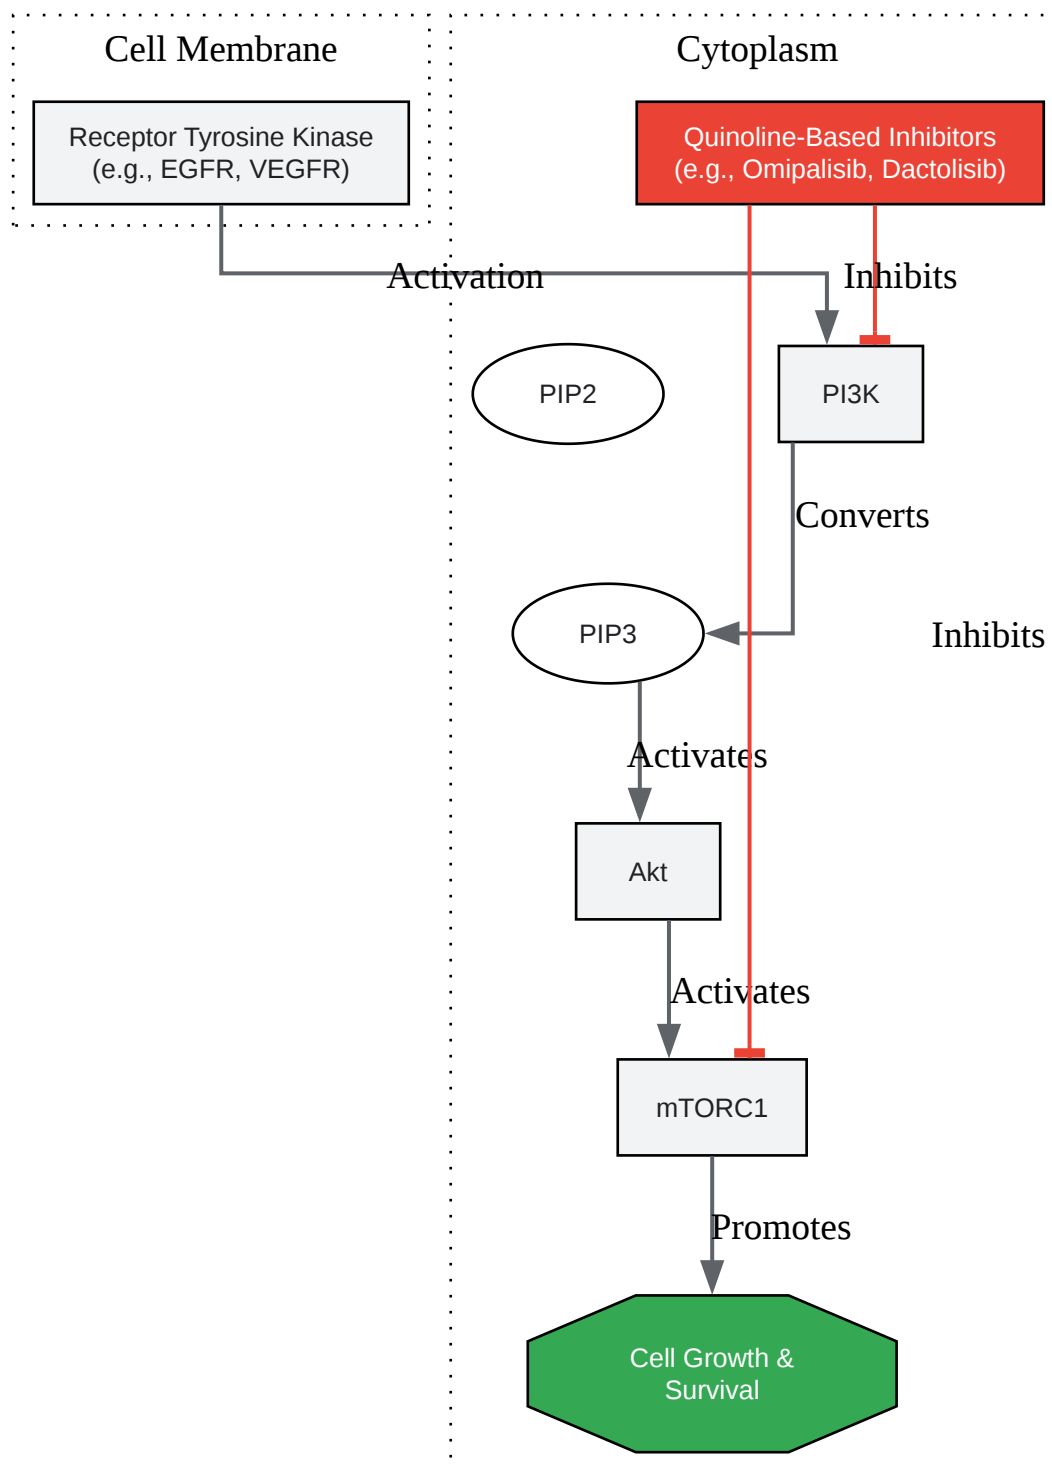 Cell Membrane
Cytoplasm
Receptor Tyrosine Kinase
(e.g., EGFR, VEGFR)
Quinoline-Based Inhibitors
(e.g., Omipalisib, Dactolisib)
Activation
Inhibits
PIP2
PI3K
Converts
PIP3
Inhibits
Activates
Akt
Activates
mTORC1
Promotes
Cell Growth &
Survival